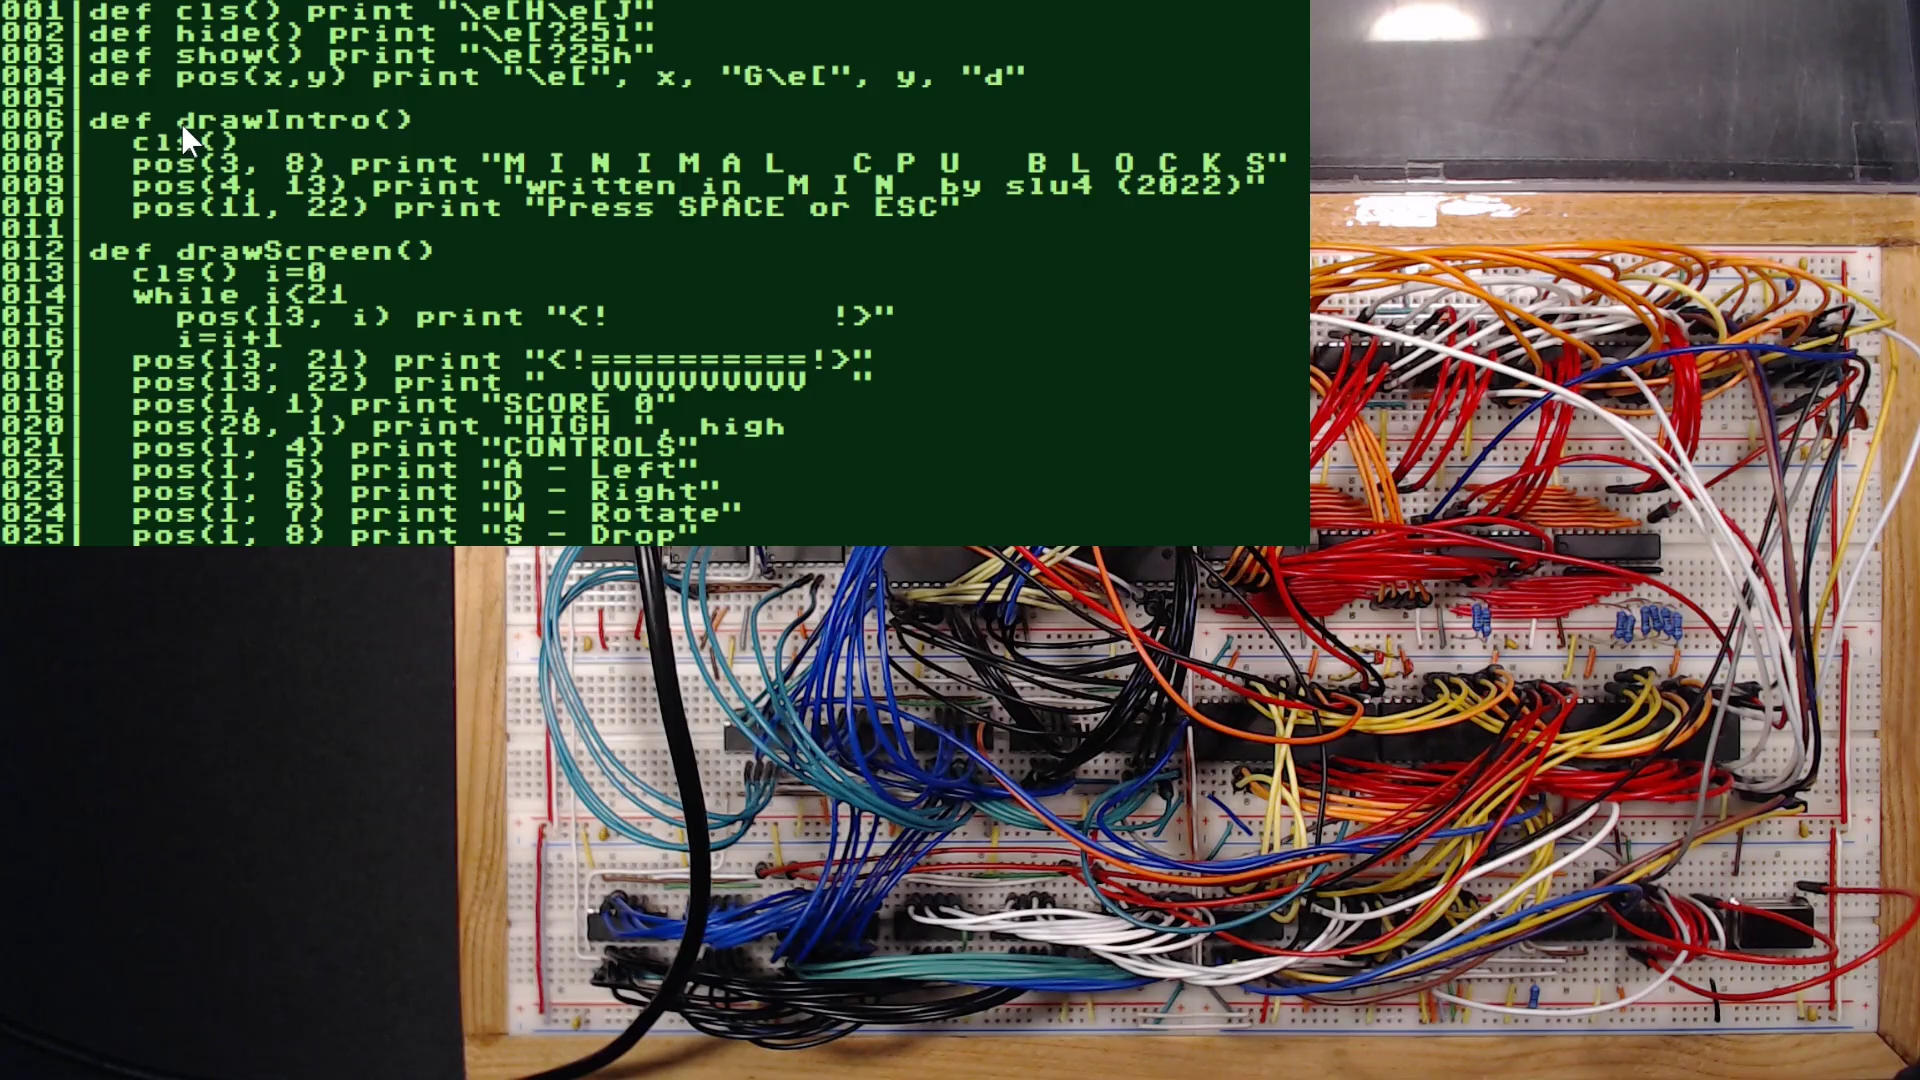 001|def cls() print "\e[H\e[J"
002|def hide() print "\e[?25l"
003|def show() print "\e[?25h"
004|def pos(x,y) print "\e[", x, "G\e[", y, "d"
005|
006|def drawIntro()
007|  cls()
008|  pos(3, 8) print "M I N I M A L   C P U   B L O C K S"
009|  pos(4, 13) print "written in  M I N  by slu4 (2022)"
010|  pos(11, 22) print "Press SPACE or ESC"
011|
012|def drawScreen()
013|  cls() i=0
014|  while i<21
015|    pos(13, i) print "<!          !>"
016|    i=i+1
017|  pos(13, 21) print "<!==========!>"
018|  pos(13, 22) print "  VVVVVVVVVV  "
019|  pos(1, 1) print "SCORE 0"
020|  pos(28, 1) print "HIGH ", high
021|  pos(1, 4) print "CONTROLS"
022|  pos(1, 5) print "A - Left"
023|  pos(1, 6) print "D - Right"
024|  pos(1, 7) print "W - Rotate"
025|  pos(1, 8) print "S - Drop"